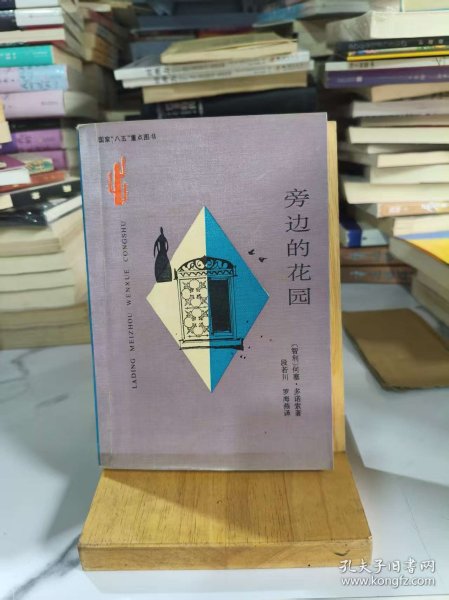 国家"八五"重点图书
LADING MEIZHOU WENXUE CONGSHU
旁边的花园
〔智利〕何塞·多诺索著
段若川 罗海燕译
孔夫子旧书网
www.kongfz.com